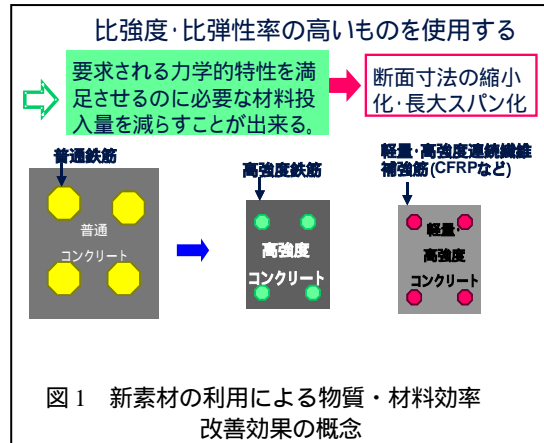 比強度･比弾性率の高いものを使用する
要求される力学的特性を満
足させるのに必要な材料投
入量を減らすことが出来る。
断面寸法の縮小
化･長大スパン化
普通鉄筋
普通
コンクリート
高強度鉄筋
高強度
コンクリート
軽量･高強度連続繊維
補強筋(CFRPなど)
軽量･
高強度
コンクリート
図1　新素材の利用による物質・材料効率
改善効果の概念